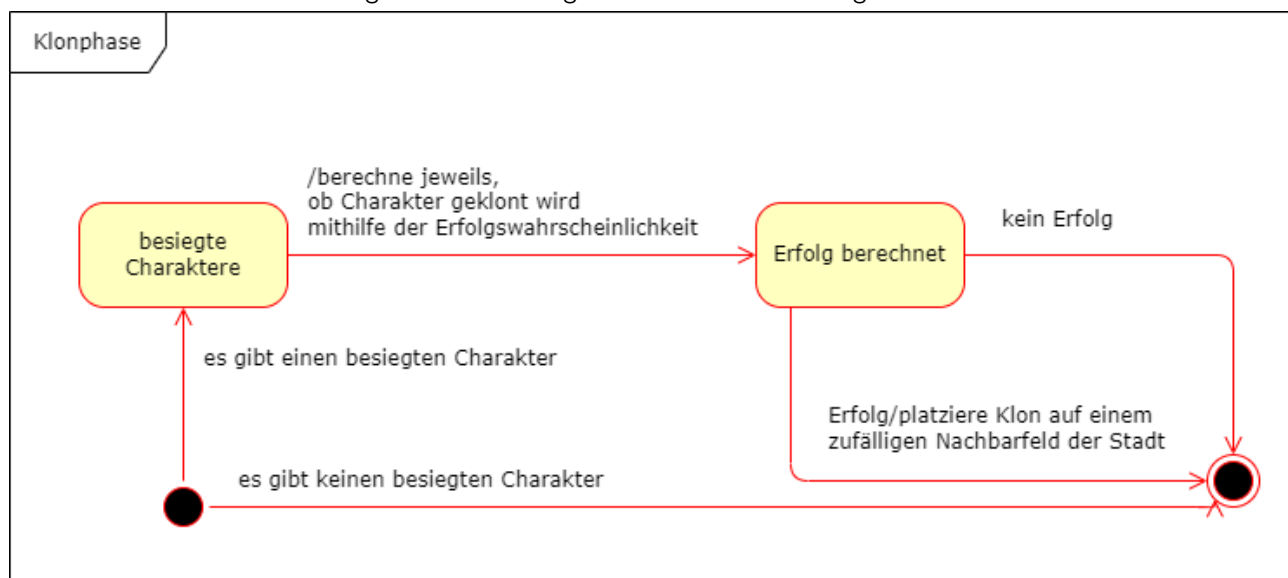 Klonphase
/berechne jeweils,
ob Charakter geklont wird
mithilfe der Erfolgswahrscheinlichkeit
besiegte
Charaktere
Erfolg berechnet
kein Erfolg
es gibt einen besiegten Charakter
Erfolg/platziere Klon auf einem
zufälligen Nachbarfeld der Stadt
es gibt keinen besiegten Charakter